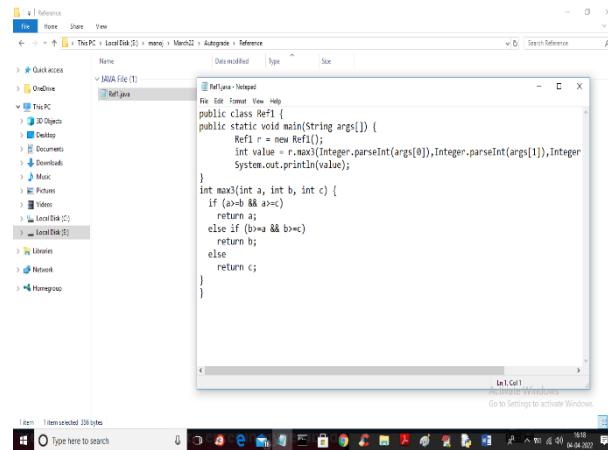 Reference
File Home Share View
This PC > Local Disk (E:) > manoj > March22 > Autograde > Reference
Search Reference
Name Date modified Type Size
Quick access
OneDrive
This PC
3D Objects
Desktop
Documents
Downloads
Music
Pictures
Videos
Local Disk (C:)
Local Disk (E:)
Libraries
Network
Homegroup
JAVA File (1)
Ref1.java
Ref1.java - Notepad
File Edit Format View Help
public class Ref1 {
public static void main(String args[]) {
Ref1 r = new Ref1();
int value = r.max3(Integer.parseInt(args[0]),Integer.parseInt(args[1]),Integer
System.out.println(value);
}
int max3(int a, int b, int c) {
if (a>=b && a>=c)
return a;
else if (b>=a && b>=c)
return b;
else
return c;
}
}
Ln 1, Col 1
Activate Windows
Go to Settings to activate Windows.
1 item 1 item selected 358 bytes
Type here to search
16:18
04-04-2022